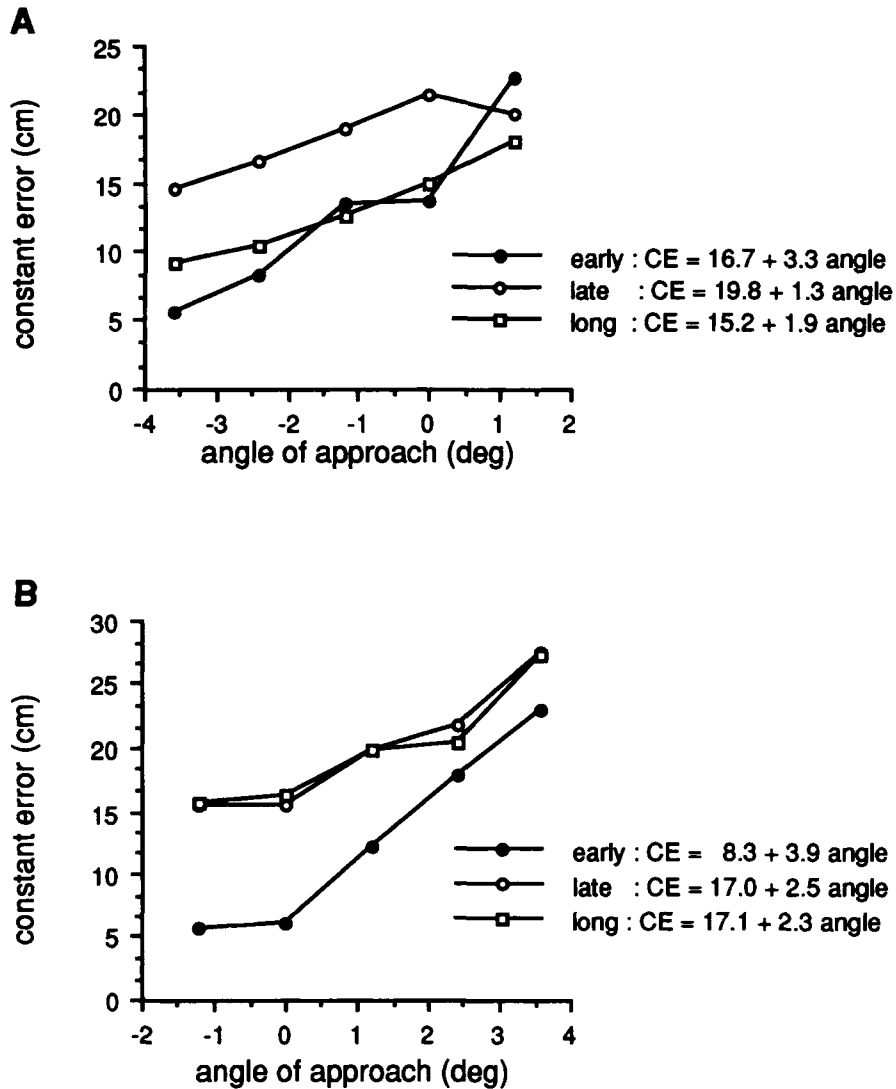 A
25
20
15
10
5
0
constant error (cm)
-4 -3 -2 -1 0 1 2
angle of approach (deg)
early : CE = 16.7 + 3.3 angle
late : CE = 19.8 + 1.3 angle
long : CE = 15.2 + 1.9 angle
B
30
25
20
15
10
5
0
constant error (cm)
-2 -1 0 1 2 3 4
angle of approach (deg)
early : CE = 8.3 + 3.9 angle
late : CE = 17.0 + 2.5 angle
long : CE = 17.1 + 2.3 angle